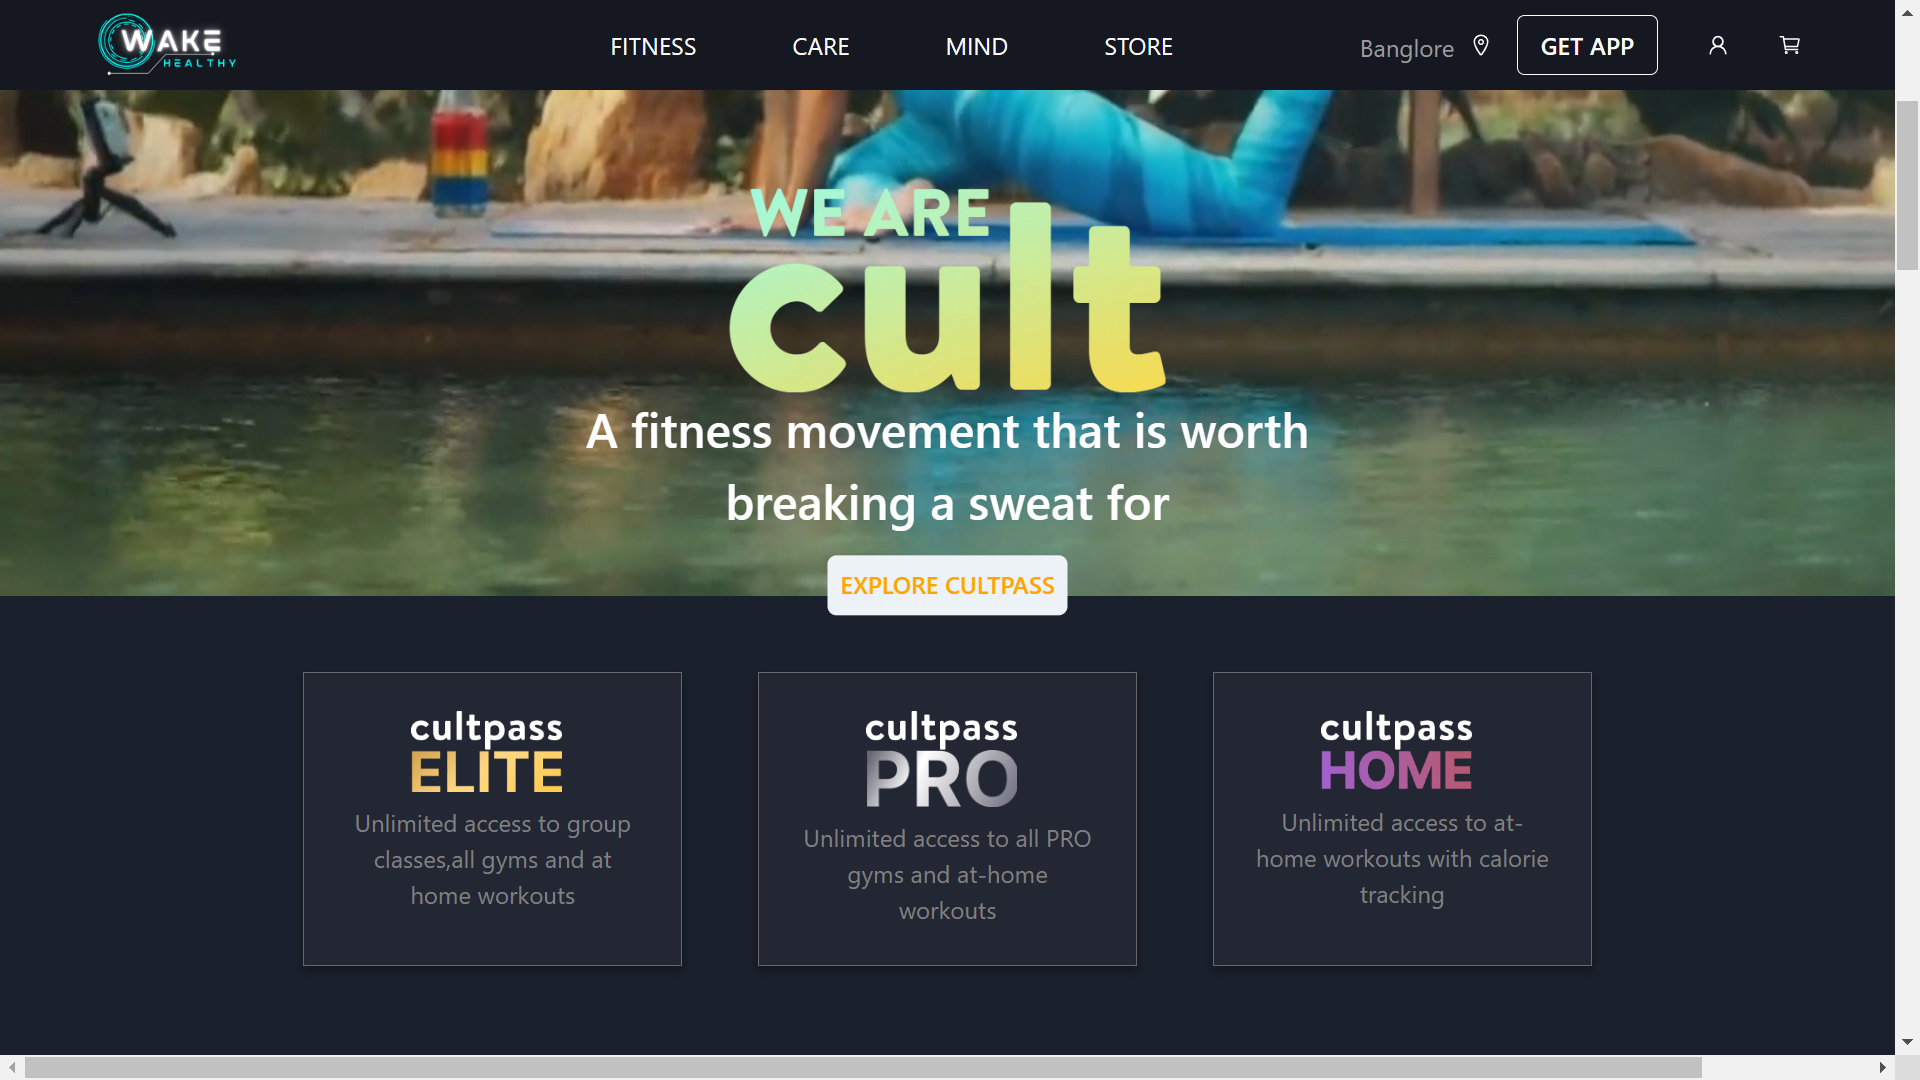 WAKE
HEALTHY
FITNESS
CARE
MIND
STORE
Banglore
GET APP
WE ARE
cult
A fitness movement that is worth
breaking a sweat for
EXPLORE CULTPASS
cultpass
ELITE
Unlimited access to group
classes,all gyms and at
home workouts
cultpass
PRO
Unlimited access to all PRO
gyms and at-home
workouts
cultpass
HOME
Unlimited access to at-
home workouts with calorie
tracking